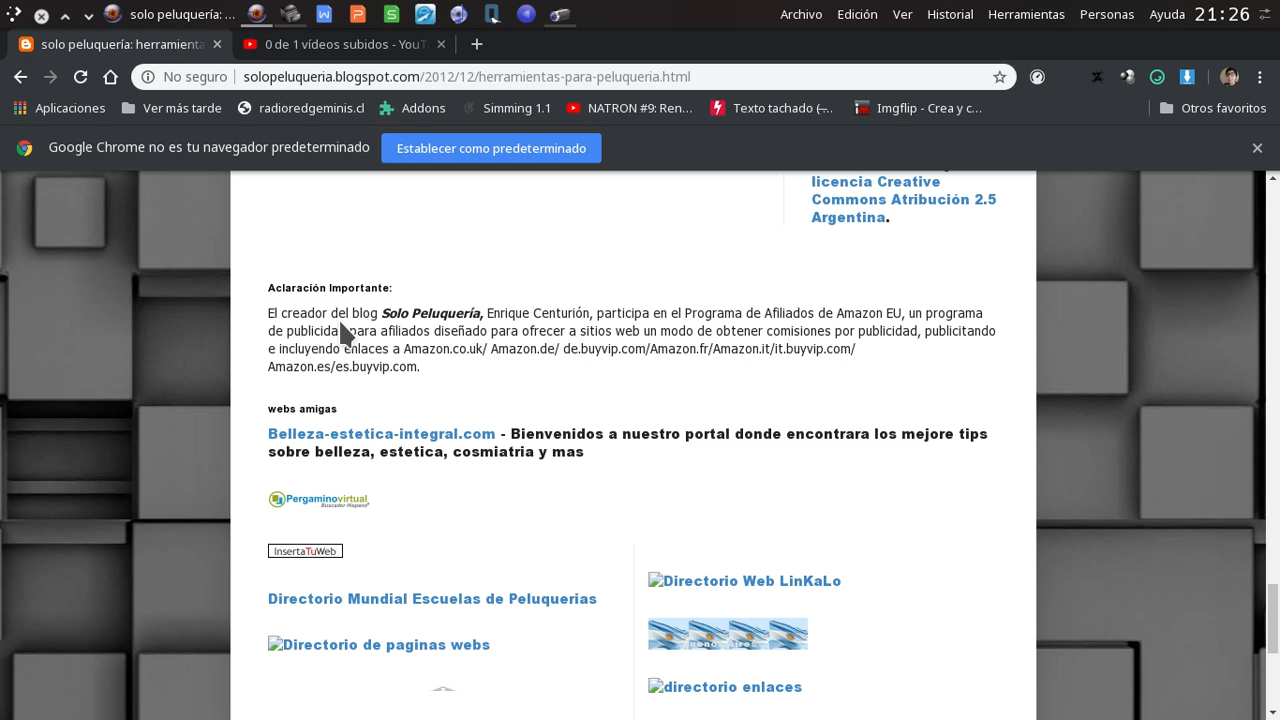 solo peluquería: ...
Archivo Edición Ver Historial Herramientas Personas Ayuda 21:26
solo peluquería: herramienta
0 de 1 vídeos subidos - YouT
No seguro solopeluqueria.blogspot.com/2012/12/herramientas-para-peluqueria.html
Aplicaciones Ver más tarde radioredgeminis.cl Addons Simming 1.1 NATRON #9: Ren... Texto tachado (... Imgflip - Crea y c... Otros favoritos
Google Chrome no es tu navegador predeterminado Establecer como predeterminado
licencia Creative
Commons Atribución 2.5
Argentina.
Aclaración Importante:
El creador del blog Solo Peluquería, Enrique Centurión, participa en el Programa de Afiliados de Amazon EU, un programa
de publicida para afiliados diseñado para ofrecer a sitios web un modo de obtener comisiones por publicidad, publicitando
e incluyendo enlaces a Amazon.co.uk/ Amazon.de/ de.buyvip.com/Amazon.fr/Amazon.it/it.buyvip.com/
Amazon.es/es.buyvip.com.
webs amigas
Belleza-estetica-integral.com - Bienvenidos a nuestro portal donde encontrara los mejore tips
sobre belleza, estetica, cosmiatria y mas
Pergaminovirtual
Buscador Hispano
InsertaTuWeb
Directorio Mundial Escuelas de Peluquerias
Directorio de paginas webs
Directorio Web LinKaLo
directorio enlaces